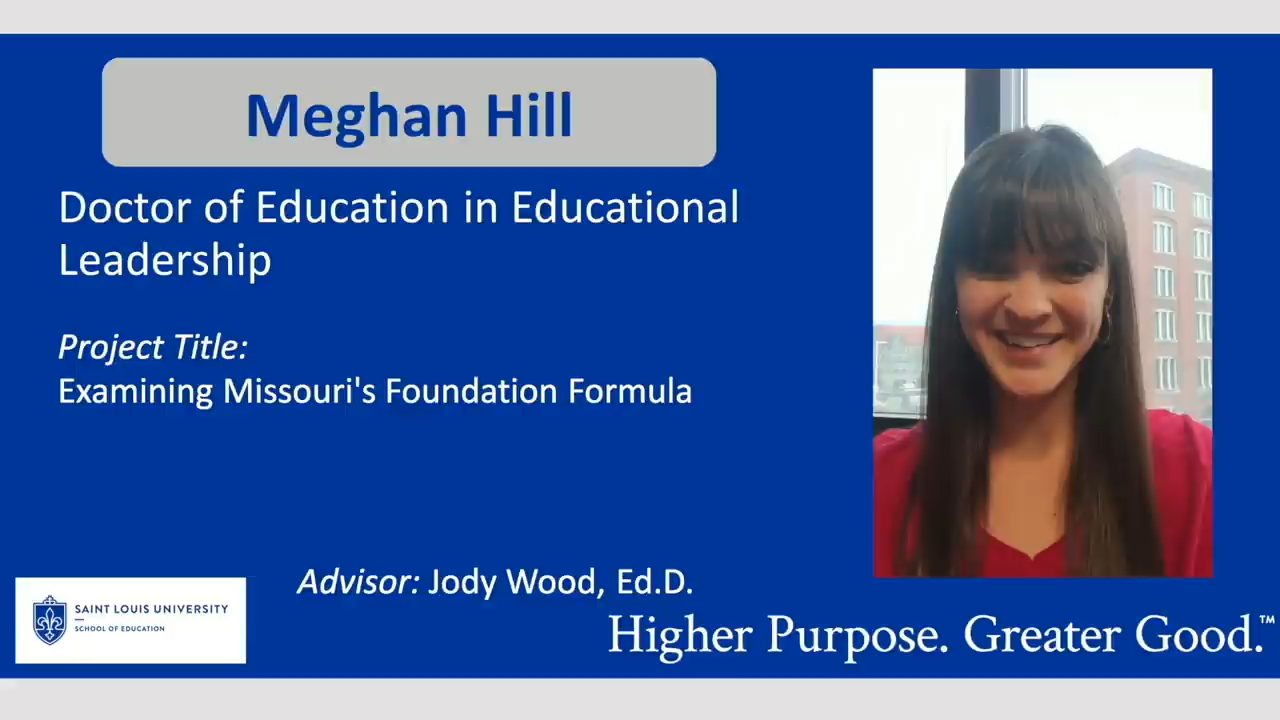 Meghan Hill
Doctor of Education in Educational
Leadership
Project Title:
Examining Missouri's Foundation Formula
Advisor: Jody Wood, Ed.D.
SAINT LOUIS UNIVERSITY
SCHOOL OF EDUCATION
Higher Purpose. Greater Good.™